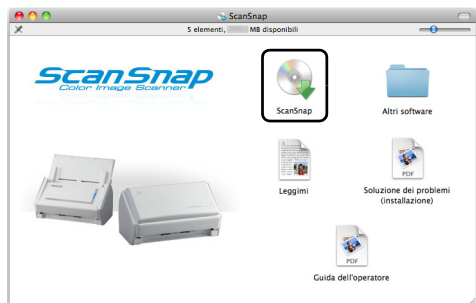 ScanSnap
5 elementi, MB disponibili
ScanSnap
Color Image Scanner
ScanSnap
Altri software
Leggimi
PDF
Soluzione dei problemi
(installazione)
PDF
Guida dell'operatore